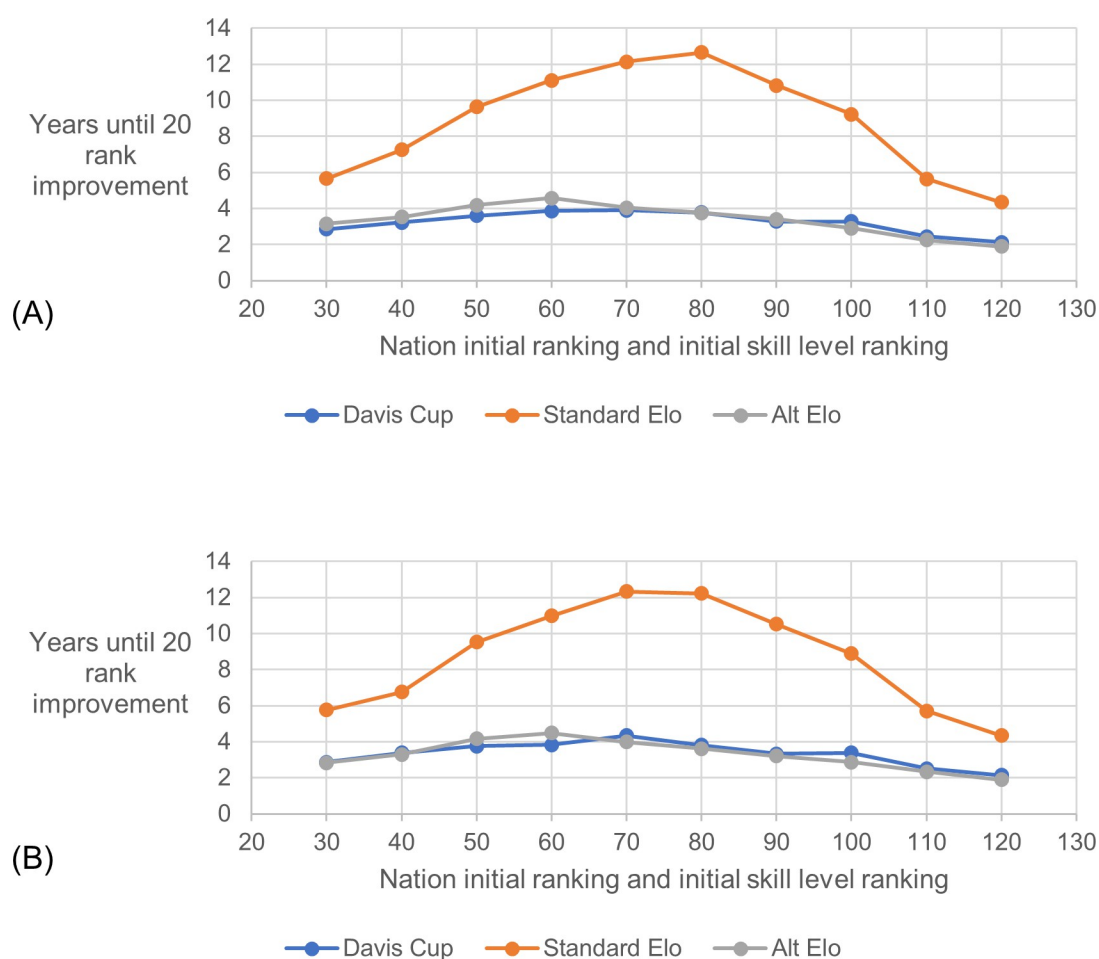 14
12
10
8
6
4
2
0
Years until 20
rank
improvement
20 30 40 50 60 70 80 90 100 110 120 130
(A)
Nation initial ranking and initial skill level ranking
Davis Cup Standard Elo Alt Elo
14
12
10
8
6
4
2
0
Years until 20
rank
improvement
20 30 40 50 60 70 80 90 100 110 120 130
(B)
Nation initial ranking and initial skill level ranking
Davis Cup Standard Elo Alt Elo